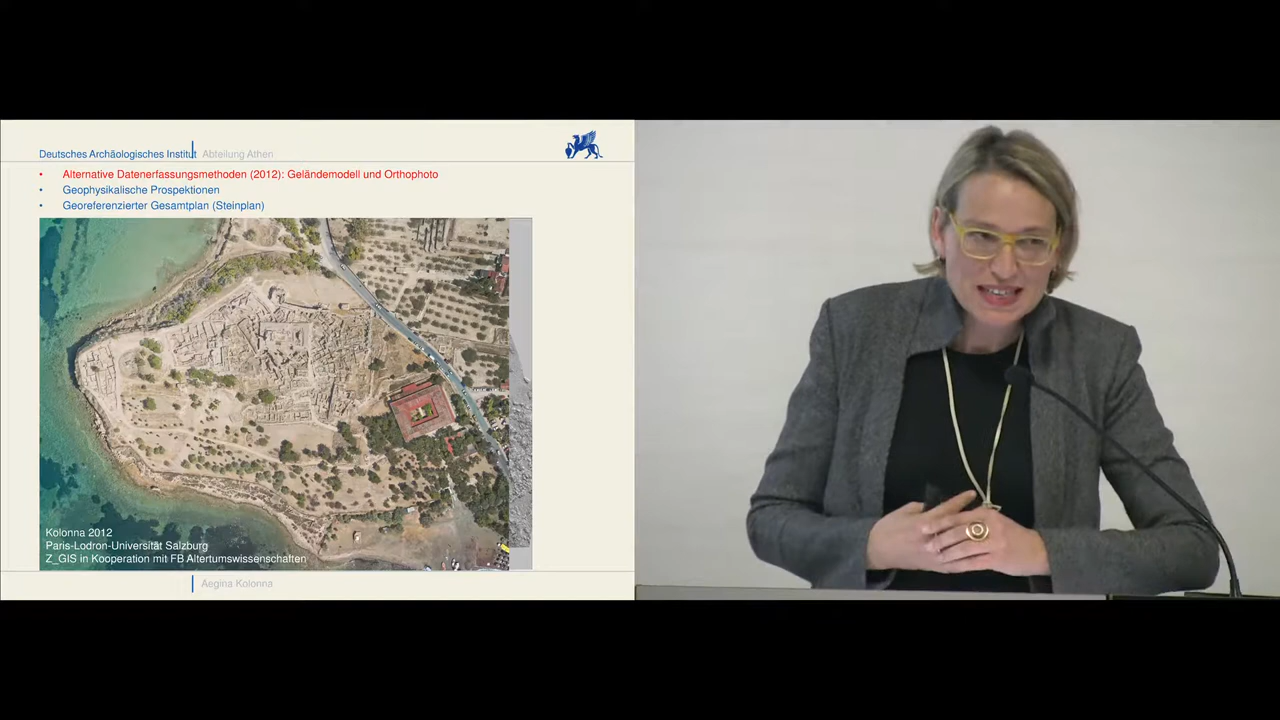 Deutsches Archäologisches Institut Abteilung Athen
• Alternative Datenerfassungsmethoden (2012): Geländemodell und Orthophoto
• Geophysikalische Prospektionen
• Georeferenzierter Gesamtplan (Steinplan)
Kolonna 2012
Paris-Lodron-Universität Salzburg
Z_GIS in Kooperation mit FB Altertumswissenschaften
Aegina Kolonna